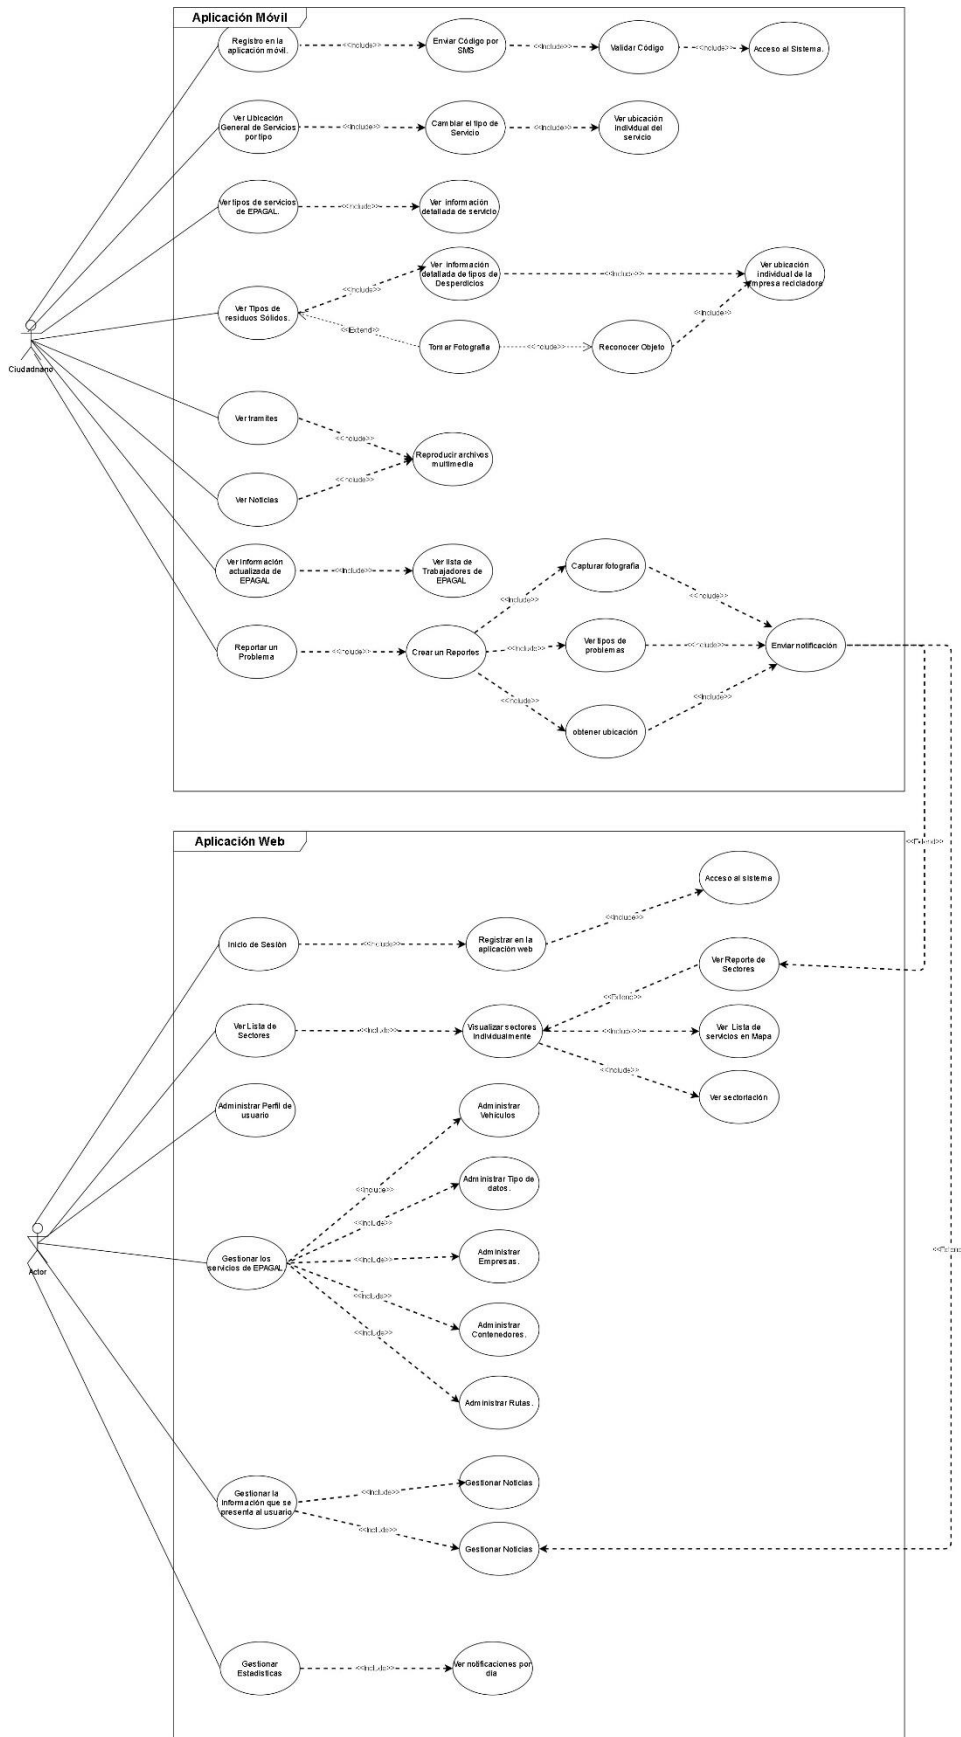 Aplicación Móvil
Registro en la
aplicación móvil.
<<Include>>
Enviar Código por
SMS
<<Include>>
Validar Código
<<Include>>
Acceso al Sistema.
Ver Ubicación
General de Servicios
por tipo
<<Include>>
Cambiar el tipo de
Servicio
<<Include>>
Ver ubicación
individual del
servicio
Ver tipos de servicios
de EPAGAL.
<<Include>>
Ver información
detallada de servicio
Ver Tipos de
residuos Sólidos.
<<Include>>
Ver información
detallada de tipos de
Desperdicios
<<Include>>
Ver ubicación
individual de la
empresa recicladora
<<Extend>>
Tomar Fotografía
<<Include>>
Reconocer Objeto
<<Include>>
Ciudadnano
Ver tramites
<<Include>>
Reproducir archivos
multimedia
Ver Noticias
<<Include>>
Ver información
actualizada de
EPAGAL
<<Include>>
Ver lista de
Trabajadores de
EPAGAL
Reportar un
Problema
<<Include>>
Crear un Reportes
<<Include>>
Capturar fotografía
<<Include>>
<<Include>>
Ver tipos de
problemas
<<Include>>
Enviar notificación
<<Include>>
obtener ubicación
<<Include>>
<<Extend>>
<<Extend>>
Aplicación Web
Inicio de Sesión
<<Include>>
Registrar en la
aplicación web
<<Include>>
Acceso al sistema
Ver Lista de
Sectores
<<Include>>
Visualizar sectores
individualmente
<<Extend>>
Ver Reporte de
Sectores
<<Include>>
Ver Lista de
servicios en Mapa
<<Include>>
Ver sectoriación
Administrar Perfil de
usuario
Actor
Gestionar los
servicios de EPAGAL
<<Include>>
Administrar
Vehículos
<<Include>>
Administrar Tipo de
datos.
<<Include>>
Administrar
Empresas.
<<Include>>
Administrar
Contenedores.
<<Include>>
Administrar Rutas.
Gestionar la
información que se
presenta al usuario
<<Include>>
Gestionar Noticias
<<Include>>
Gestionar Noticias
Gestionar
Estadísticas
<<Include>>
Ver notificaciones por
día